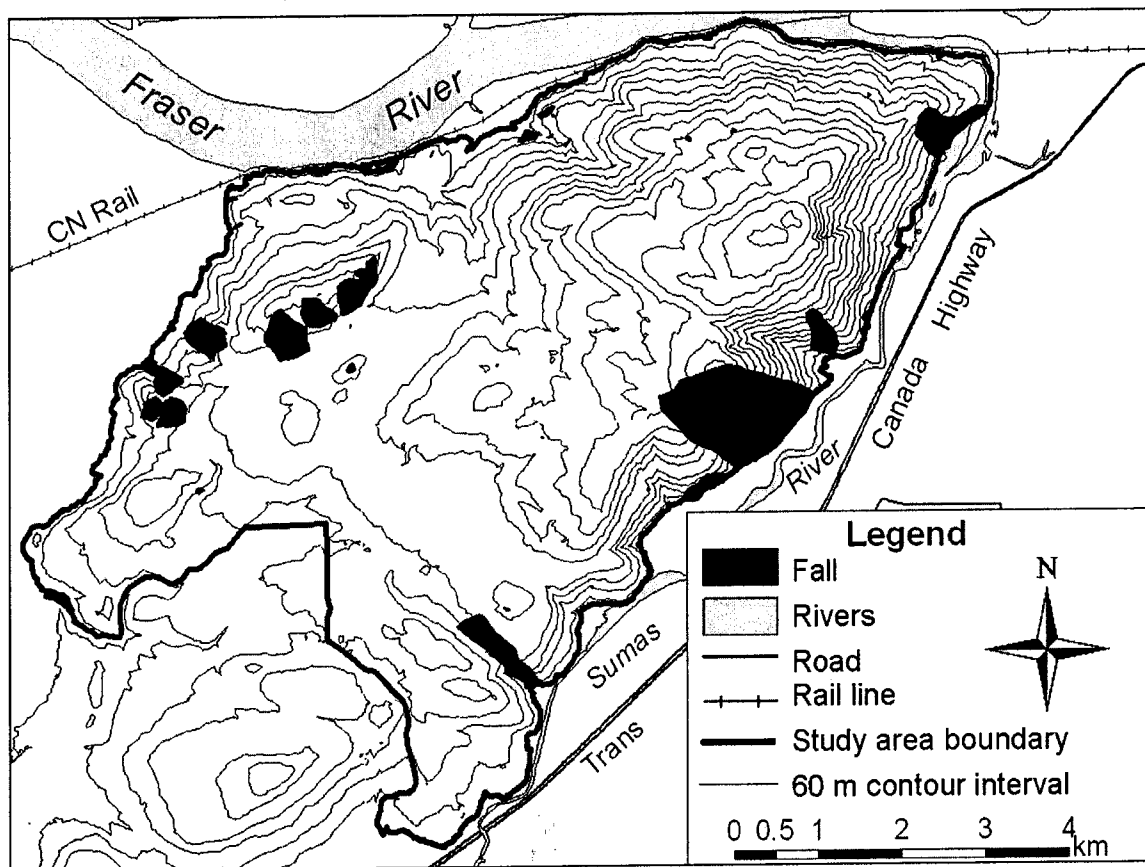 Fraser River
CN Rail
Trans Canada Highway
Sumas River
Legend
N
Fall
Rivers
Road
Rail line
Study area boundary
60 m contour interval
0 0.5 1 2 3 4
km